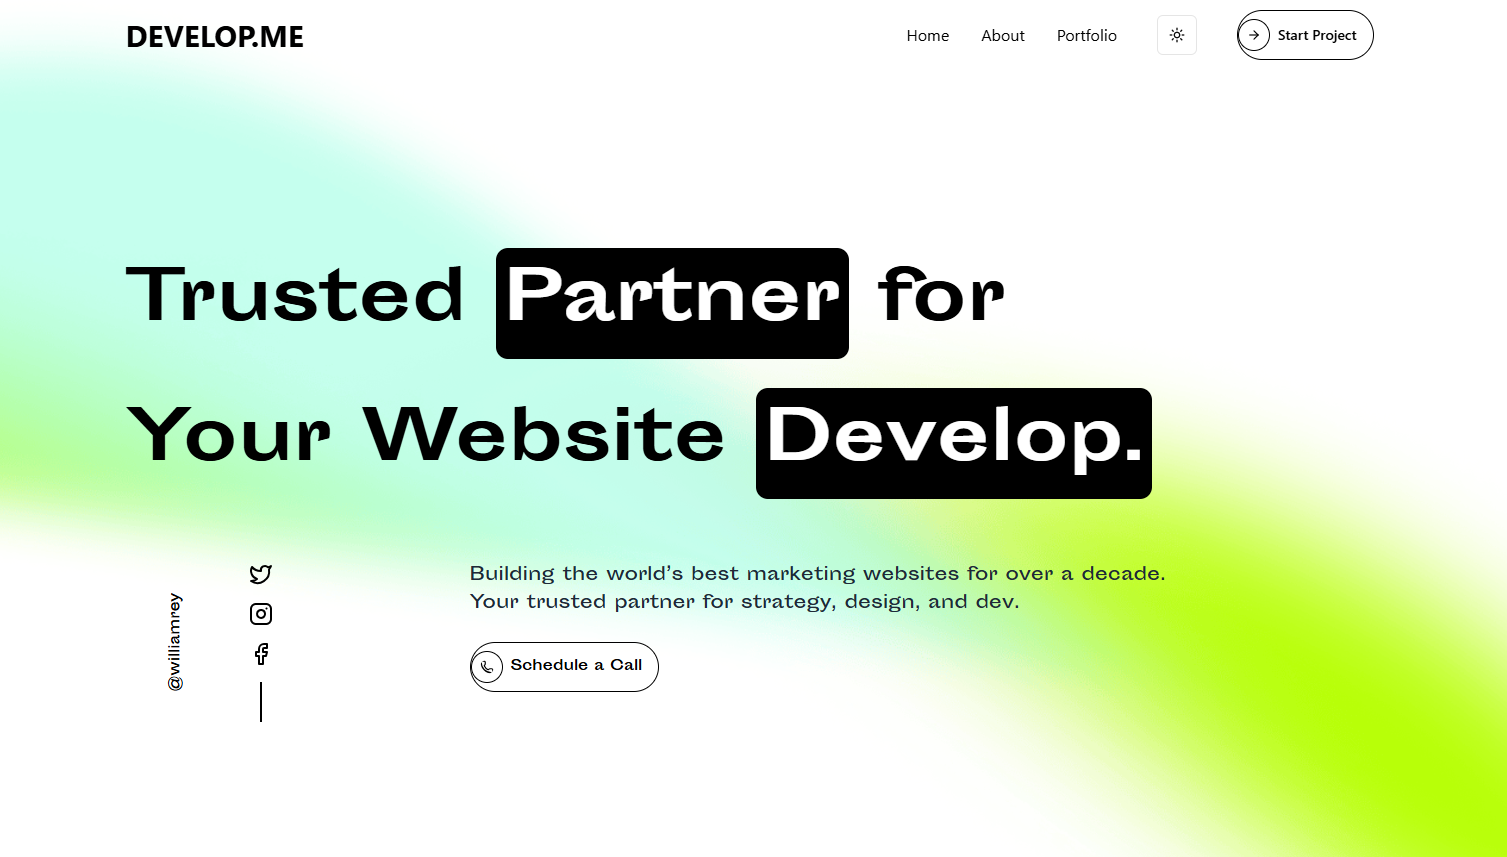 DEVELOP.ME
Home About Portfolio Start Project
Trusted Partner for
Your Website Develop.
@williamrey
Building the world's best marketing websites for over a decade.
Your trusted partner for strategy, design, and dev.
Schedule a Call